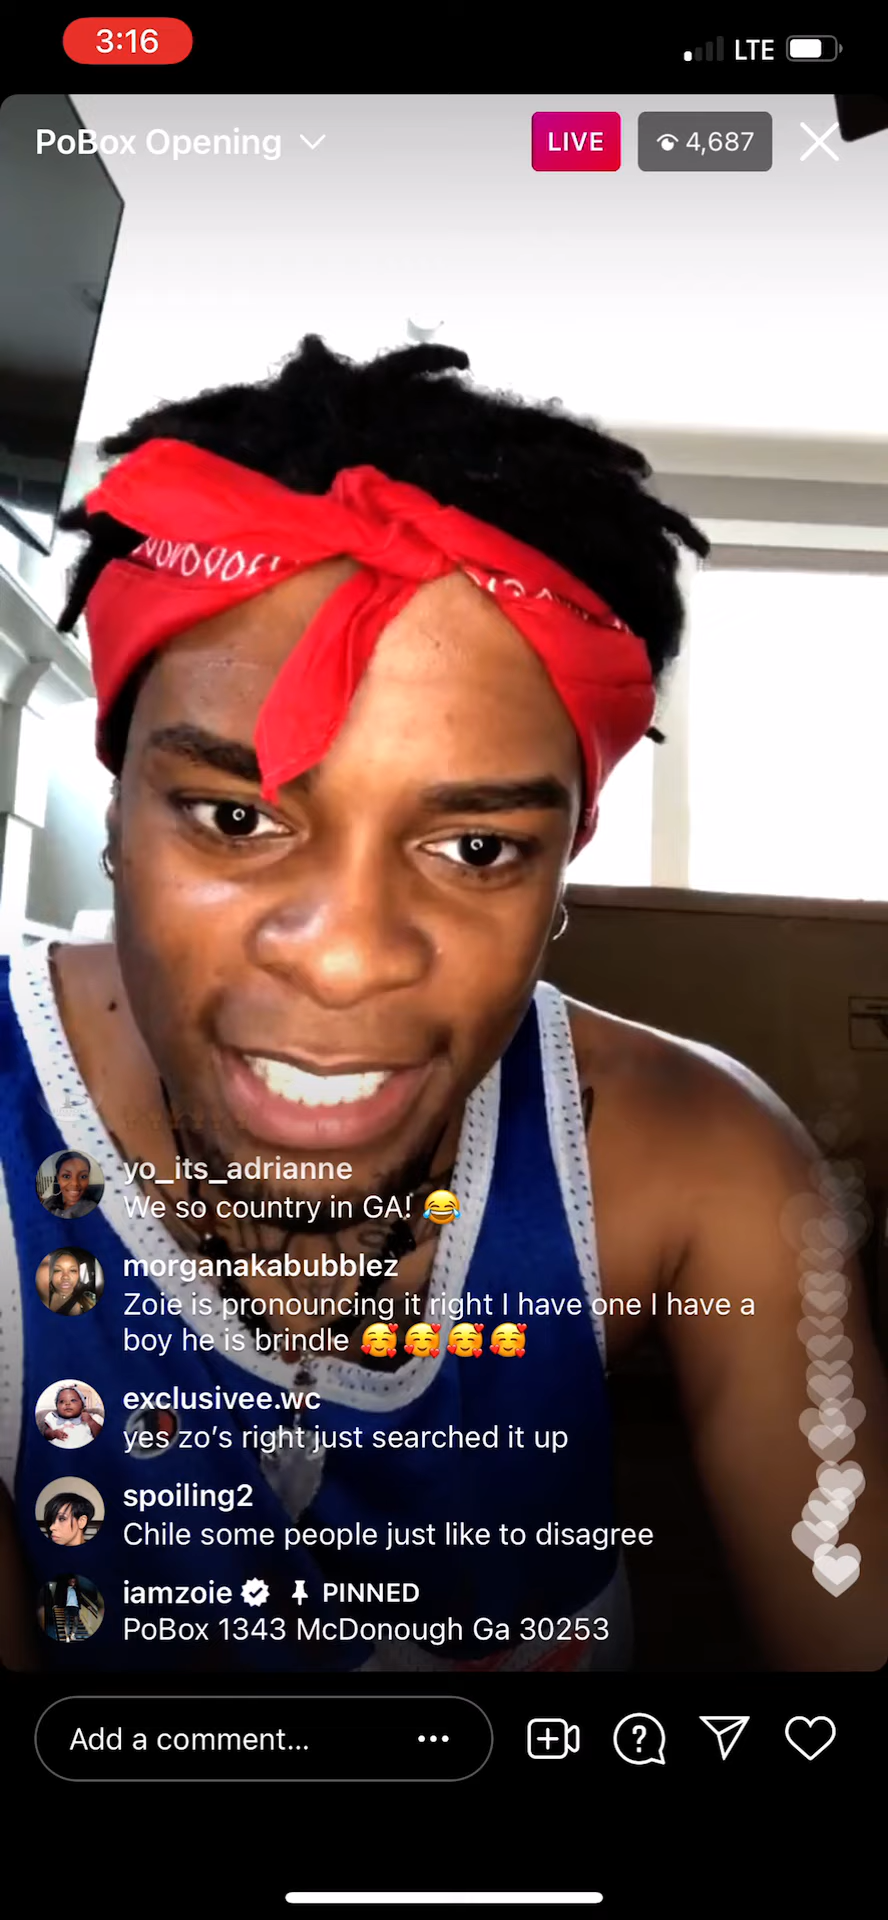 3:16
LTE
PoBox Opening
LIVE
4,687
yo_its_adrianne
We so country in GA! 😂
morganakabubblez
Zoie is pronouncing it right I have one I have a
boy he is brindle 🥰🥰🥰🥰
exclusivee.wc
yes zo’s right just searched it up
spoiling2
Chile some people just like to disagree
iamzoie PINNED
PoBox 1343 McDonough Ga 30253
Add a comment...